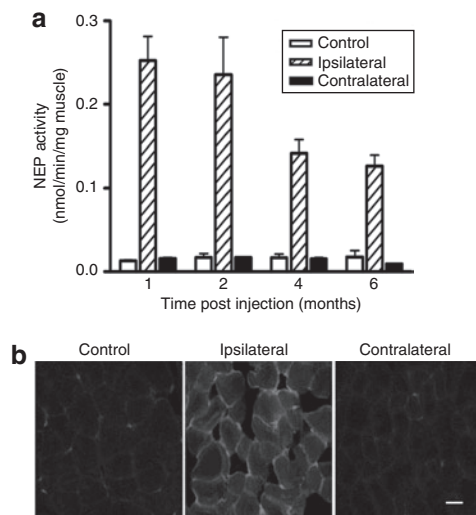 a
0.3
0.2
0.1
0.0
NEP activity
(nmol/min/mg muscle)
Control
Ipsilateral
Contralateral
1 2 4 6
Time post injection (months)
b
Control Ipsilateral Contralateral